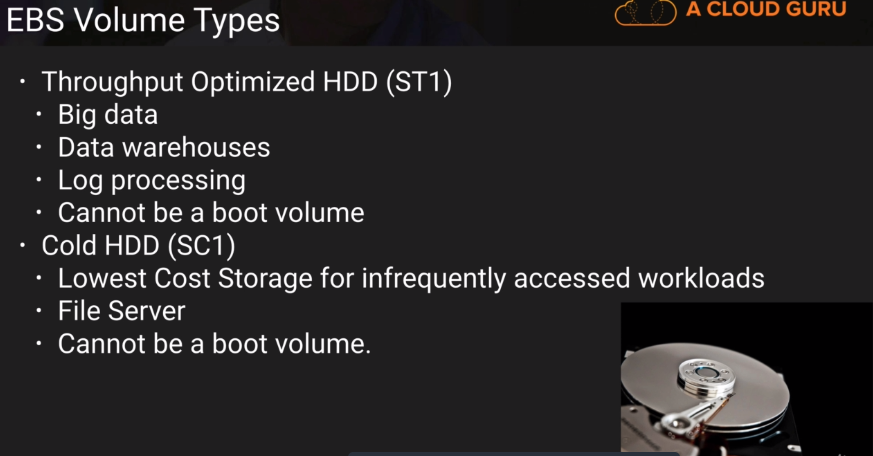 EBS Volume Types
A CLOUD GURU
• Throughput Optimized HDD (ST1)
• Big data
• Data warehouses
• Log processing
• Cannot be a boot volume
• Cold HDD (SC1)
• Lowest Cost Storage for infrequently accessed workloads
• File Server
• Cannot be a boot volume.